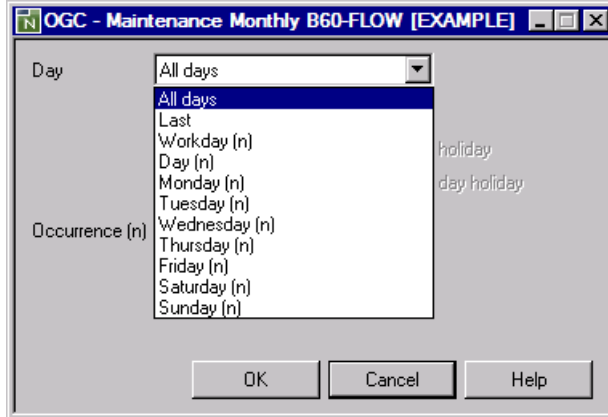 OGC - Maintenance Monthly B60-FLOW [EXAMPLE]
Day All days
All days
Last
Workday (n)
Day (n)
holiday
Monday (n)
day holiday
Tuesday (n)
Occurrence (n) Wednesday (n)
Thursday (n)
Friday (n)
Saturday (n)
Sunday (n)
OK Cancel Help